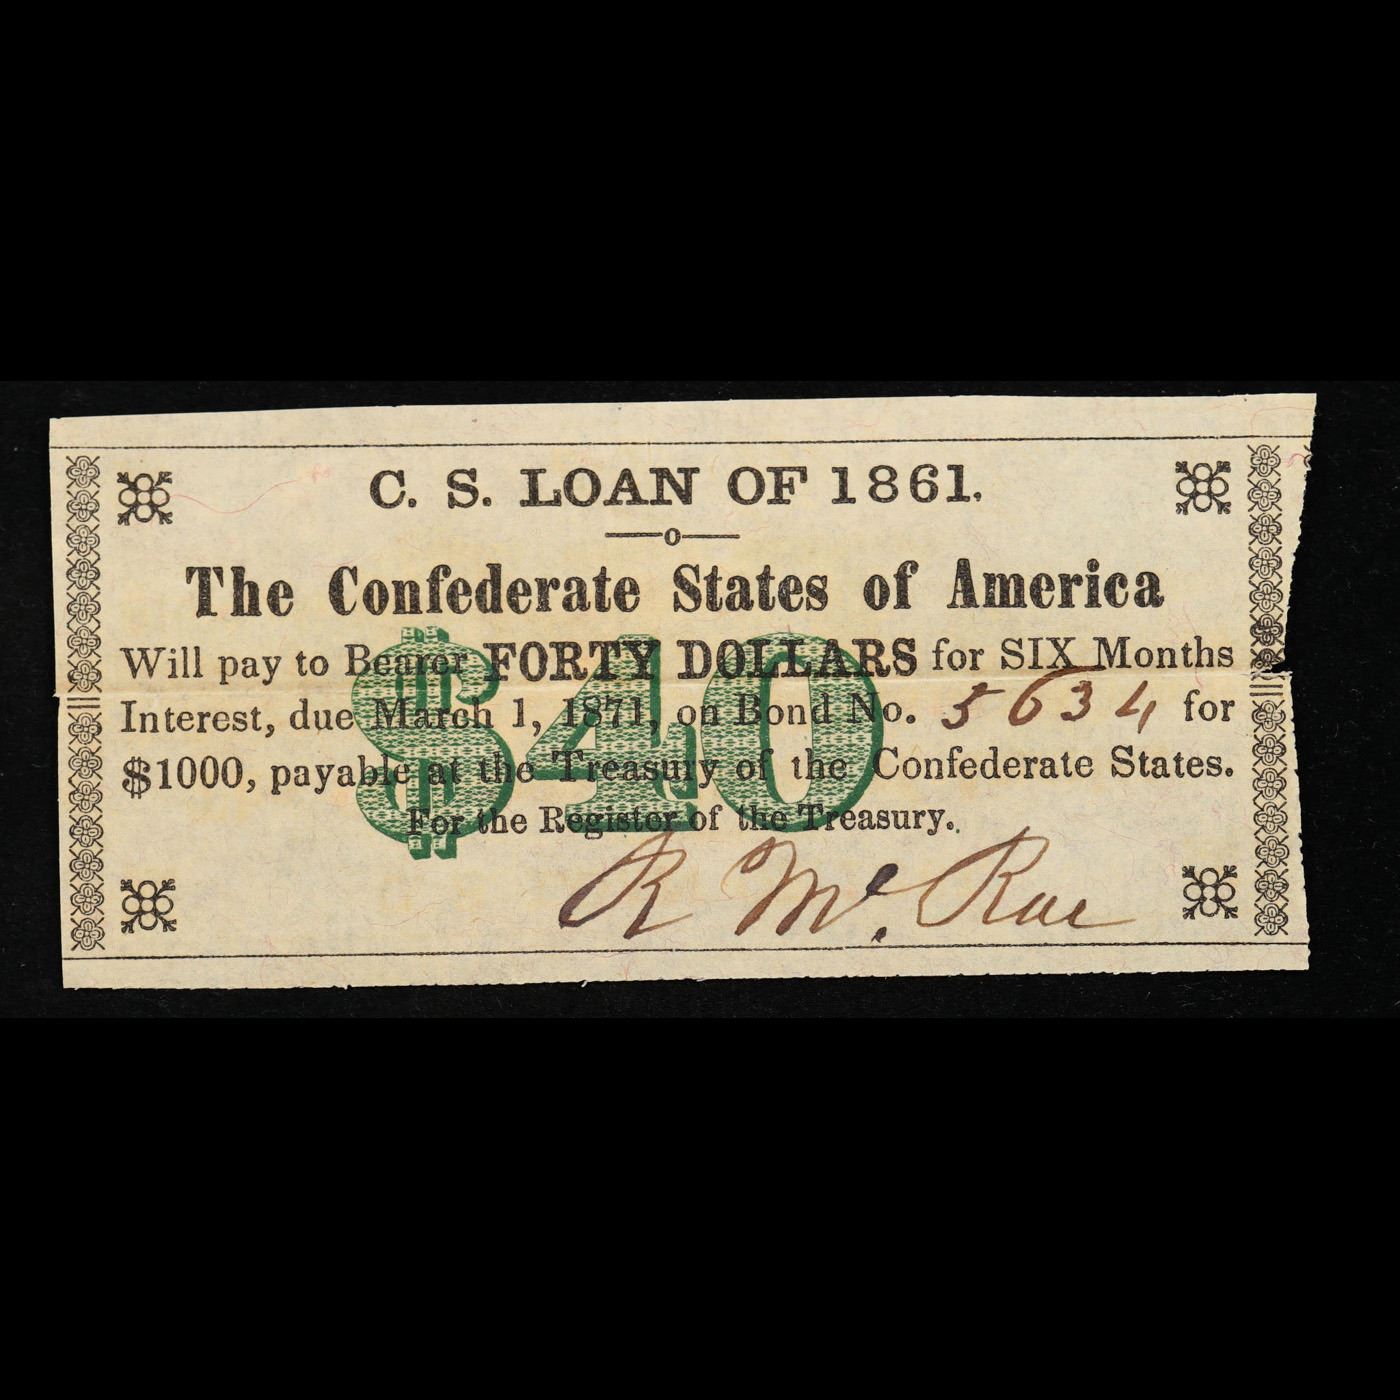 C. S. LOAN OF 1861.
The Confederate States of America
Will pay to Bearer FORTY DOLLARS for SIX Months
Interest, due March 1, 1871, on Bond No. 5634 for
$1000, payable at the Treasury of the Confederate States.
$40
For the Register of the Treasury.
R Mc. Rae